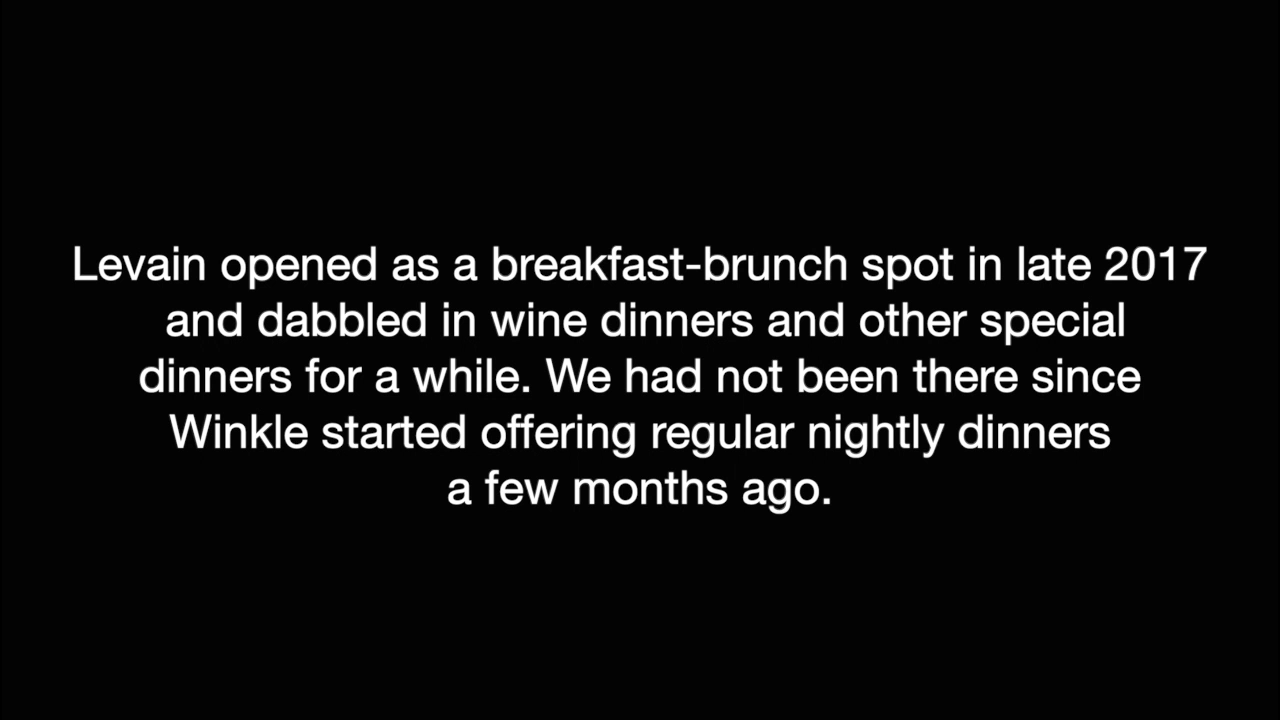 Levain opened as a breakfast-brunch spot in late 2017
and dabbled in wine dinners and other special
dinners for a while. We had not been there since
Winkle started offering regular nightly dinners
a few months ago.